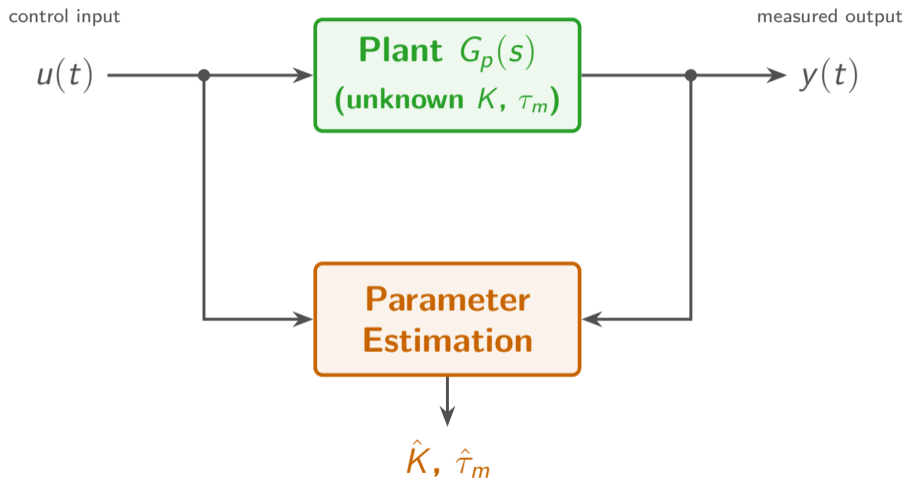 control input
measured output
u(t)
Plant G_p(s)
(unknown K, τ_m)
y(t)
Parameter
Estimation
K̂, τ̂_m